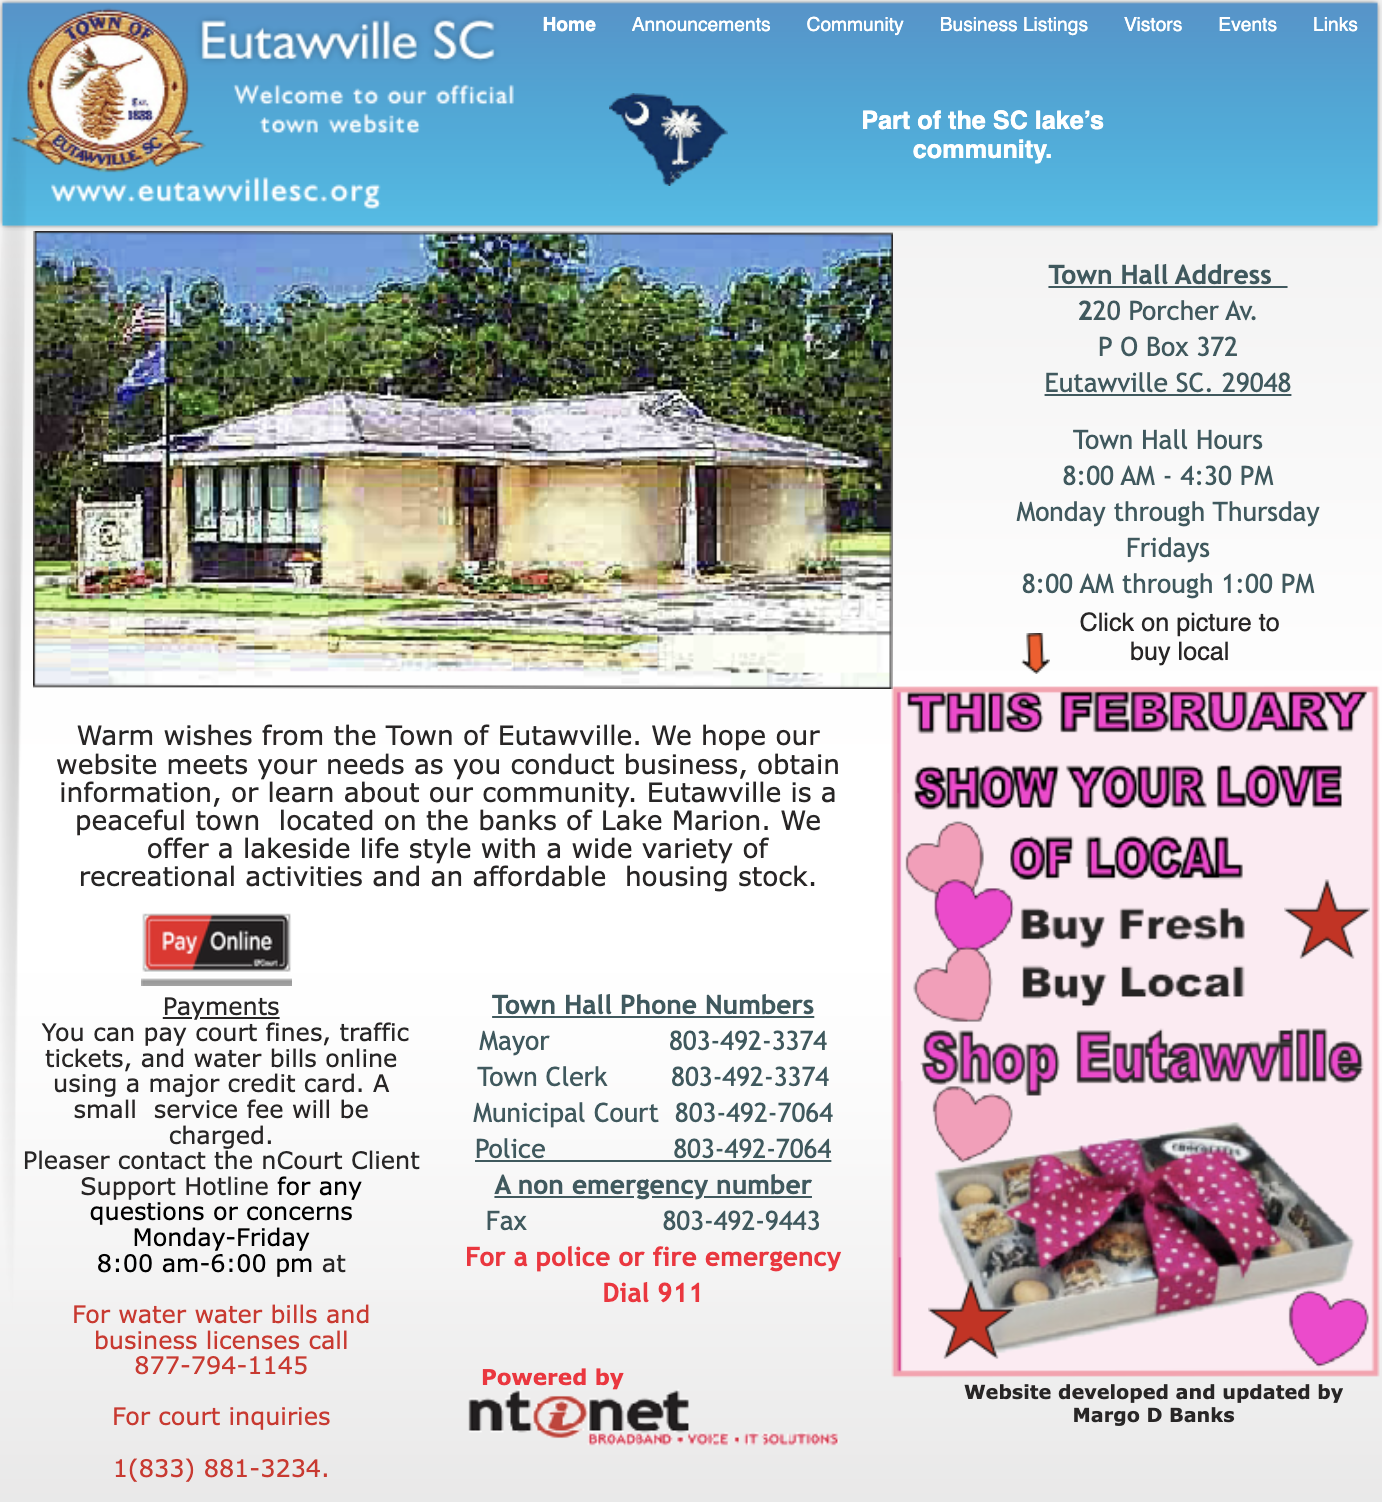 TOWN OF
Est.
1888
EUTAWVILLE SC
Eutawville SC
Welcome to our official
town website
www.eutawvillesc.org
Home Announcements Community Business Listings Vistors Events Links
Part of the SC lake's
community.
Town Hall Address
220 Porcher Av.
P O Box 372
Eutawville SC. 29048
Town Hall Hours
8:00 AM - 4:30 PM
Monday through Thursday
Fridays
8:00 AM through 1:00 PM
Click on picture to
buy local
Warm wishes from the Town of Eutawville. We hope our
website meets your needs as you conduct business, obtain
information, or learn about our community. Eutawville is a
peaceful town located on the banks of Lake Marion. We
offer a lakeside life style with a wide variety of
recreational activities and an affordable housing stock.
Pay Online
Payments
You can pay court fines, traffic
tickets, and water bills online
using a major credit card. A
small service fee will be
charged.
Pleaser contact the nCourt Client
Support Hotline for any
questions or concerns
Monday-Friday
8:00 am-6:00 pm at
For water water bills and
business licenses call
877-794-1145
For court inquiries
1(833) 881-3234.
Town Hall Phone Numbers
Mayor 803-492-3374
Town Clerk 803-492-3374
Municipal Court 803-492-7064
Police 803-492-7064
A non emergency number
Fax 803-492-9443
For a police or fire emergency
Dial 911
Powered by
ntinet
BROADBAND • VOICE • IT SOLUTIONS
THIS FEBRUARY
SHOW YOUR LOVE
OF LOCAL
Buy Fresh
Buy Local
Shop Eutawville
CHOCOLATES
Website developed and updated by
Margo D Banks